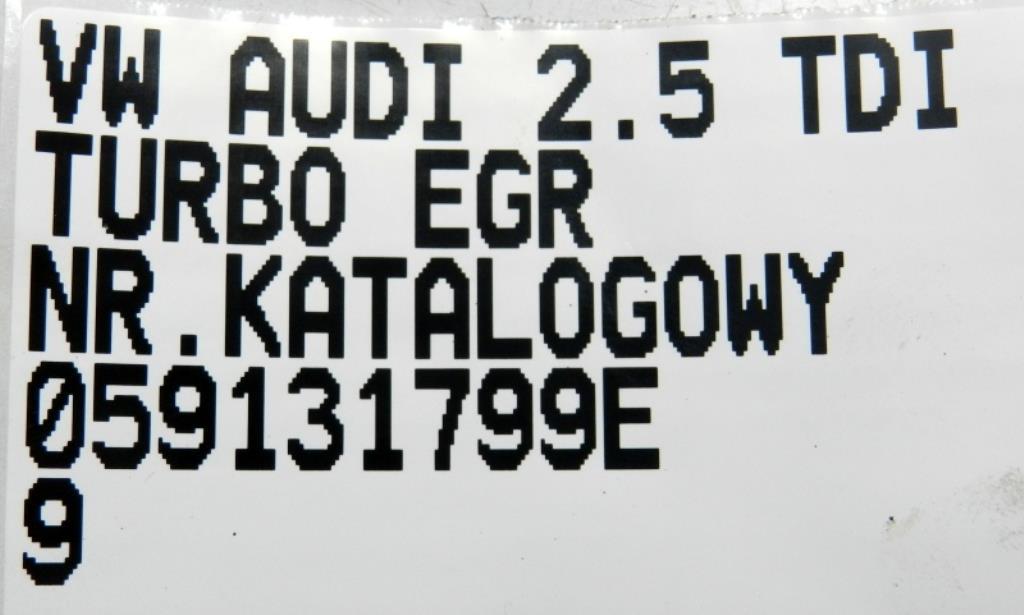 VW AUDI 2.5 TDI
TURBO EGR
NR.KATALOGOWY
059131799E
9